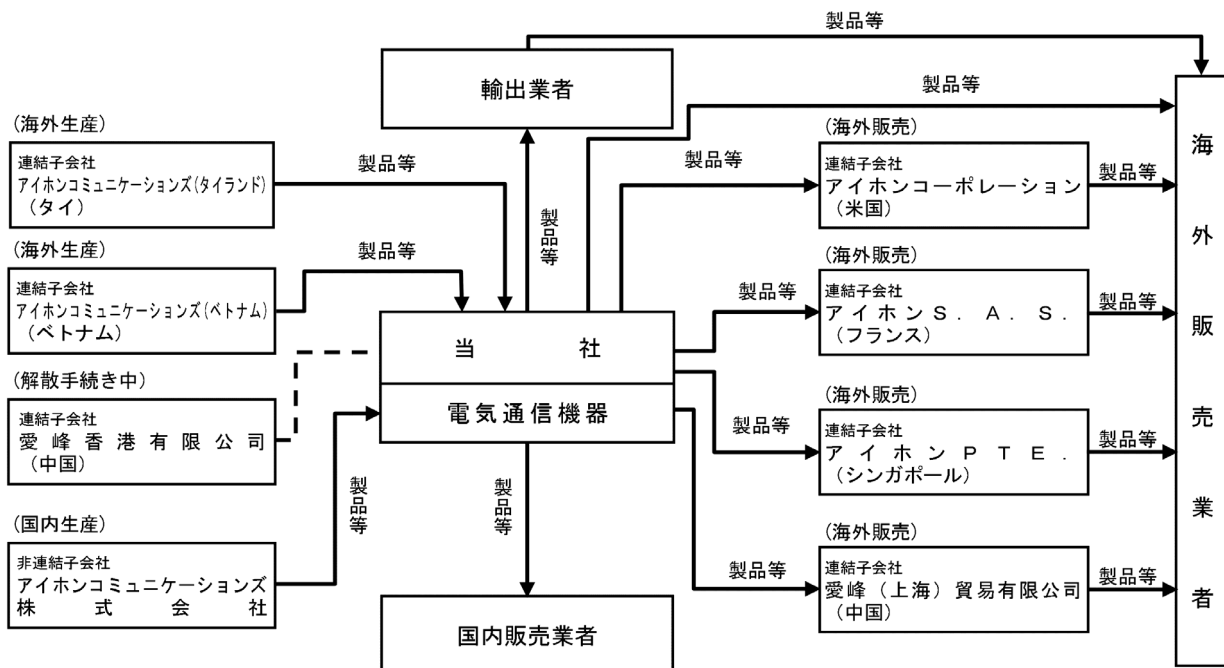 製品等
輸出業者
製品等
(海外生産)
連結子会社
アイホンコミュニケーションズ(タイランド)
(タイ)
製品等
(海外生産)
連結子会社
アイホンコミュニケーションズ(ベトナム)
(ベトナム)
製品等
(解散手続き中)
連結子会社
愛峰香港有限公司
(中国)
(国内生産)
非連結子会社
アイホンコミュニケーションズ
株式会社
製品等
製品等
当社
電気通信機器
製品等
国内販売業者
製品等
(海外販売)
連結子会社
アイホンコーポレーション
(米国)
製品等
製品等
(海外販売)
連結子会社
アイホンS.A.S.
(フランス)
製品等
製品等
(海外販売)
連結子会社
アイホンPTE.
(シンガポール)
製品等
製品等
(海外販売)
連結子会社
愛峰(上海)貿易有限公司
(中国)
製品等
海外販売業者